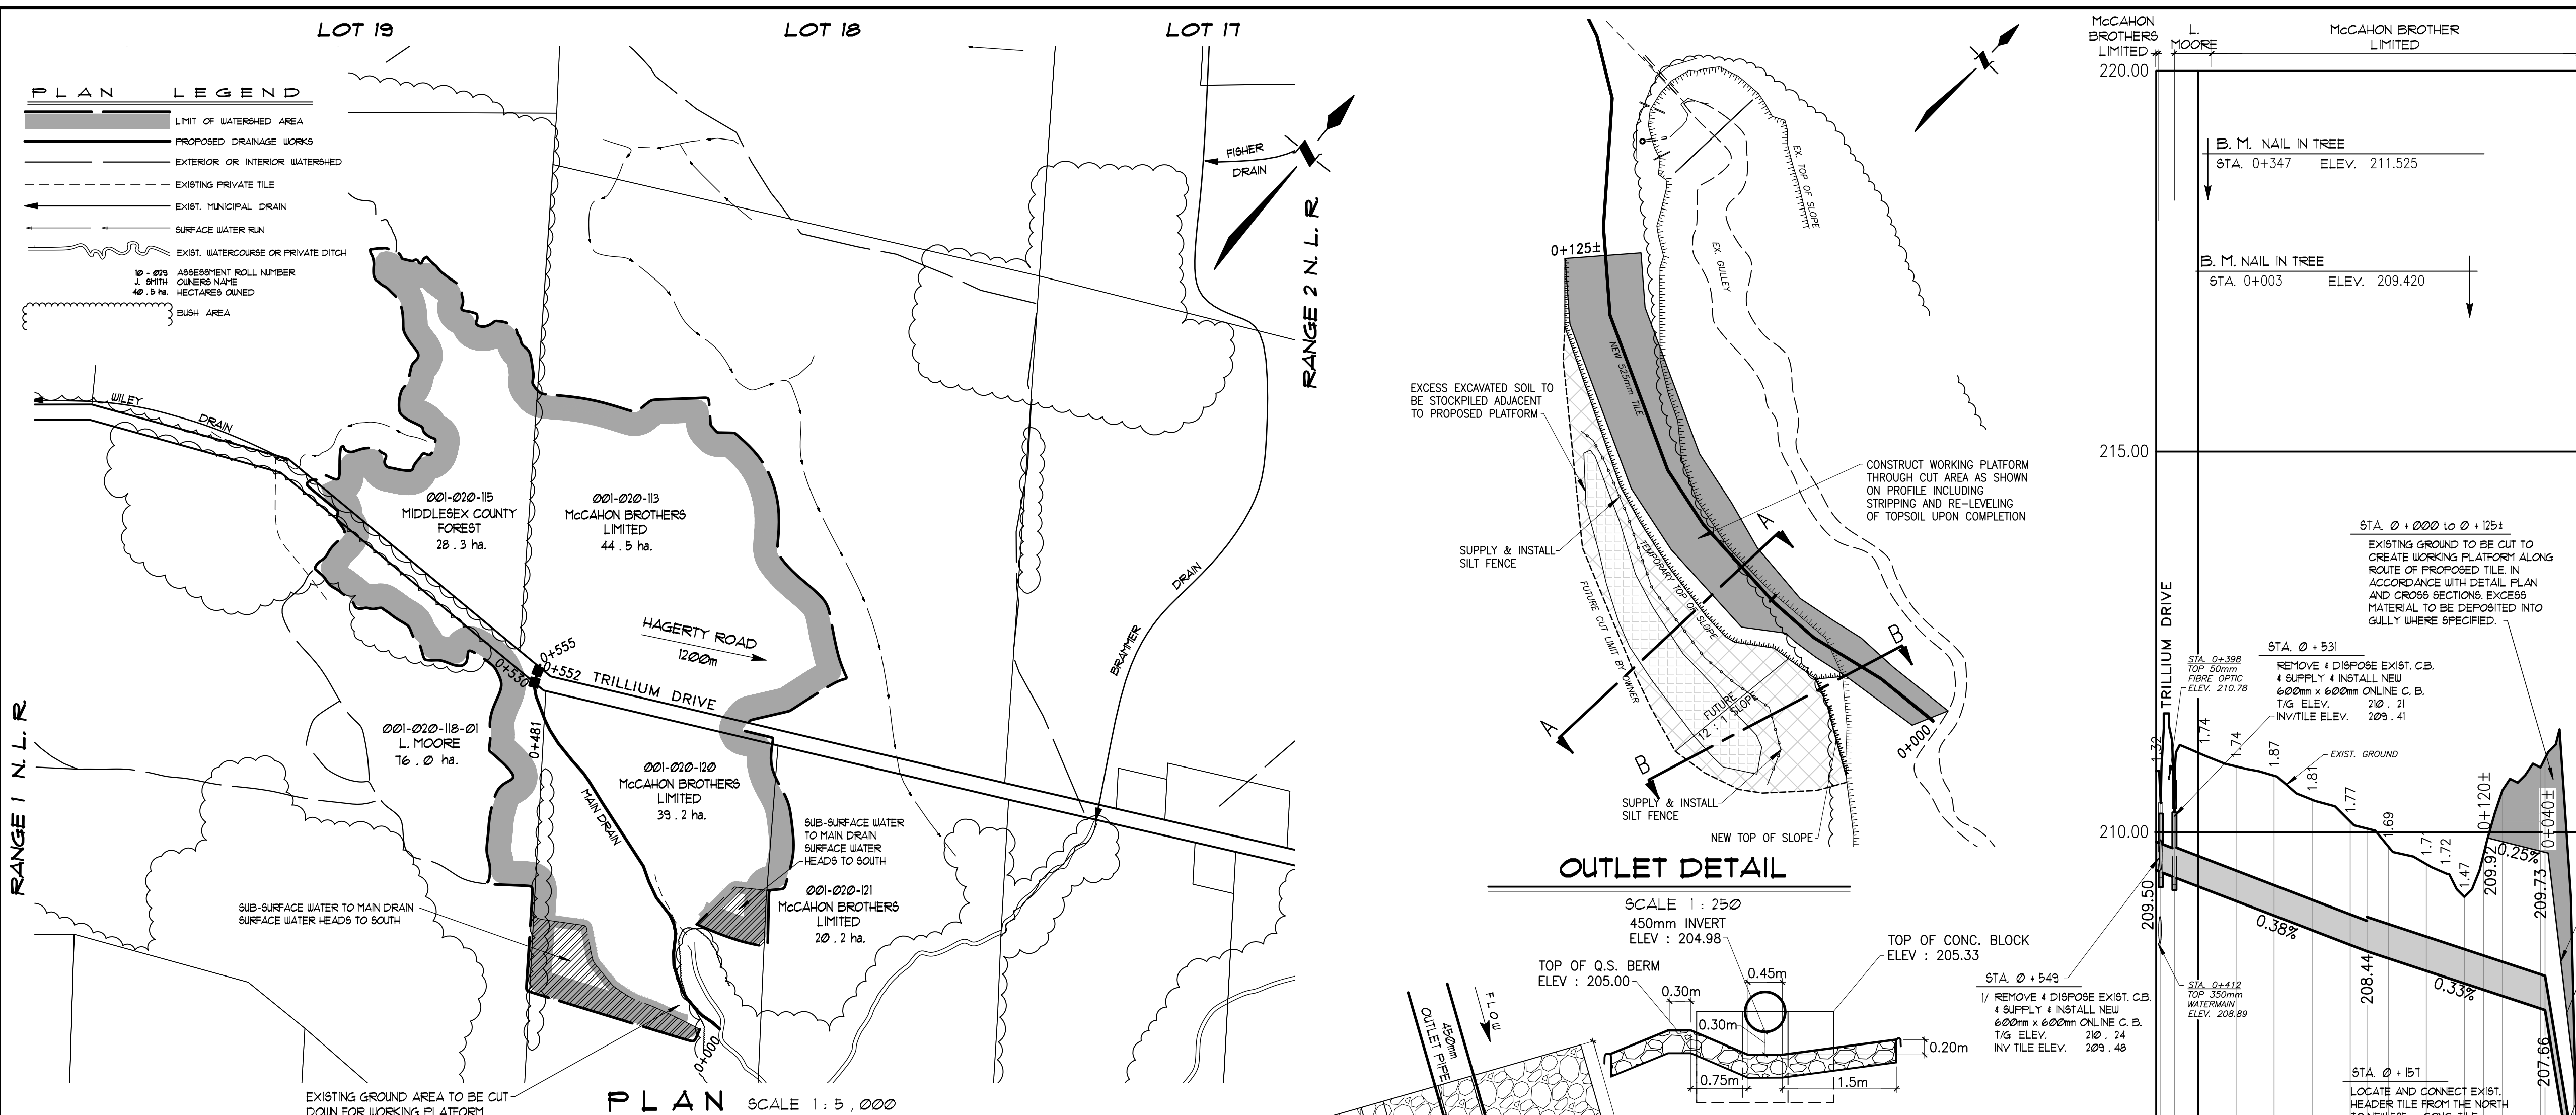 LOT 19
LOT 18
LOT 17
PLAN LEGEND
LIMIT OF WATERSHED AREA
PROPOSED DRAINAGE WORKS
EXTERIOR OR INTERIOR WATERSHED
EXISTING PRIVATE TILE
EXIST. MUNICIPAL DRAIN
SURFACE WATER RUN
EXIST. WATERCOURSE OR PRIVATE DITCH
10 - 029 ASSESSMENT ROLL NUMBER
J. SMITH OWNERS NAME
40.5 ha. HECTARES OWNED
BUSH AREA
FISHER
DRAIN
RANGE 2 N. L. R
WILEY
DRAIN
001-020-115
MIDDLESEX COUNTY
FOREST
28.3 ha.
001-020-113
McCAHON BROTHERS
LIMITED
44.5 ha.
BRAMMER
DRAIN
HAGERTY ROAD
1200m
0+555
0+552
0+530
TRILLIUM DRIVE
0+481
RANGE 1 N. L. R
001-020-118-01
L. MOORE
76.0 ha.
MAIN DRAIN
001-020-120
McCAHON BROTHERS
LIMITED
39.2 ha.
SUB-SURFACE WATER
TO MAIN DRAIN
SURFACE WATER
HEADS TO SOUTH
001-020-121
McCAHON BROTHERS
LIMITED
20.2 ha.
SUB-SURFACE WATER TO MAIN DRAIN
SURFACE WATER HEADS TO SOUTH
0+000
EXISTING GROUND AREA TO BE CUT
DOWN FOR WORKING PLATFORM
PLAN SCALE 1:5,000
0+125±
EX. TOP OF SLOPE
EX. GULLEY
NEW 525mm TILE
EXCESS EXCAVATED SOIL TO
BE STOCKPILED ADJACENT
TO PROPOSED PLATFORM
CONSTRUCT WORKING PLATFORM
THROUGH CUT AREA AS SHOWN
ON PROFILE INCLUDING
STRIPPING AND RE-LEVELING
OF TOPSOIL UPON COMPLETION
SUPPLY & INSTALL
SILT FENCE
TEMPORARY TOP OF SLOPE
FUTURE CUT LIMIT BY OWNER
FUTURE
12 : 1 SLOPE
A
A
B
B
0+000
SUPPLY & INSTALL
SILT FENCE
NEW TOP OF SLOPE
OUTLET DETAIL
SCALE 1:250
450mm INVERT
ELEV : 204.98
TOP OF CONC. BLOCK
ELEV : 205.33
TOP OF Q.S. BERM
ELEV : 205.00
0.45m
0.30m
0.30m
0.20m
0.75m
1.5m
FLOW
450mm
OUTLET PIPE
McCAHON
BROTHERS
LIMITED
L.
MOORE
McCAHON BROTHER
LIMITED
220.00
B. M. NAIL IN TREE
STA. 0+347 ELEV. 211.525
B. M. NAIL IN TREE
STA. 0+003 ELEV. 209.420
215.00
STA. 0+000 to 0+125±
EXISTING GROUND TO BE CUT TO
CREATE WORKING PLATFORM ALONG
ROUTE OF PROPOSED TILE. IN
ACCORDANCE WITH DETAIL PLAN
AND CROSS SECTIONS. EXCESS
MATERIAL TO BE DEPOSITED INTO
GULLY WHERE SPECIFIED.
TRILLIUM DRIVE
STA. 0+398
TOP 50mm
FIBRE OPTIC
ELEV. 210.78
STA. 0+531
REMOVE & DISPOSE EXIST. C.B.
& SUPPLY & INSTALL NEW
600mm x 600mm ONLINE C. B.
T/G ELEV. 210.21
INV/TILE ELEV. 209.41
EXIST. GROUND
1.32
1.74
1.74
1.87
1.81
1.77
1.69
1.71
1.72
1.47
0+120±
0+040±
210.00
209.50
209.92
0.25%
209.73
0.38%
208.44
0.33%
207.66
STA. 0+549
1/ REMOVE & DISPOSE EXIST. C.B.
& SUPPLY & INSTALL NEW
600mm x 600mm ONLINE C. B.
T/G ELEV. 210.24
INV TILE ELEV. 209.48
STA. 0+412
TOP 350mm
WATERMAIN
ELEV. 208.89
STA. 0+157
LOCATE AND CONNECT EXIST.
HEADER TILE FROM THE NORTH